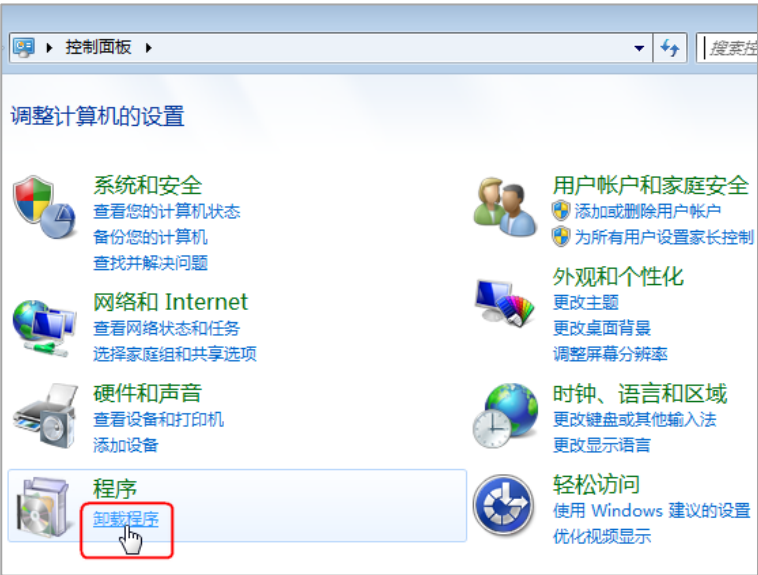 控制面板
搜索控
调整计算机的设置
系统和安全
查看您的计算机状态
备份您的计算机
查找并解决问题
网络和 Internet
查看网络状态和任务
选择家庭组和共享选项
硬件和声音
查看设备和打印机
添加设备
程序
卸载程序
用户帐户和家庭安全
添加或删除用户帐户
为所有用户设置家长控制
外观和个性化
更改主题
更改桌面背景
调整屏幕分辨率
时钟、语言和区域
更改键盘或其他输入法
更改显示语言
轻松访问
使用 Windows 建议的设置
优化视频显示